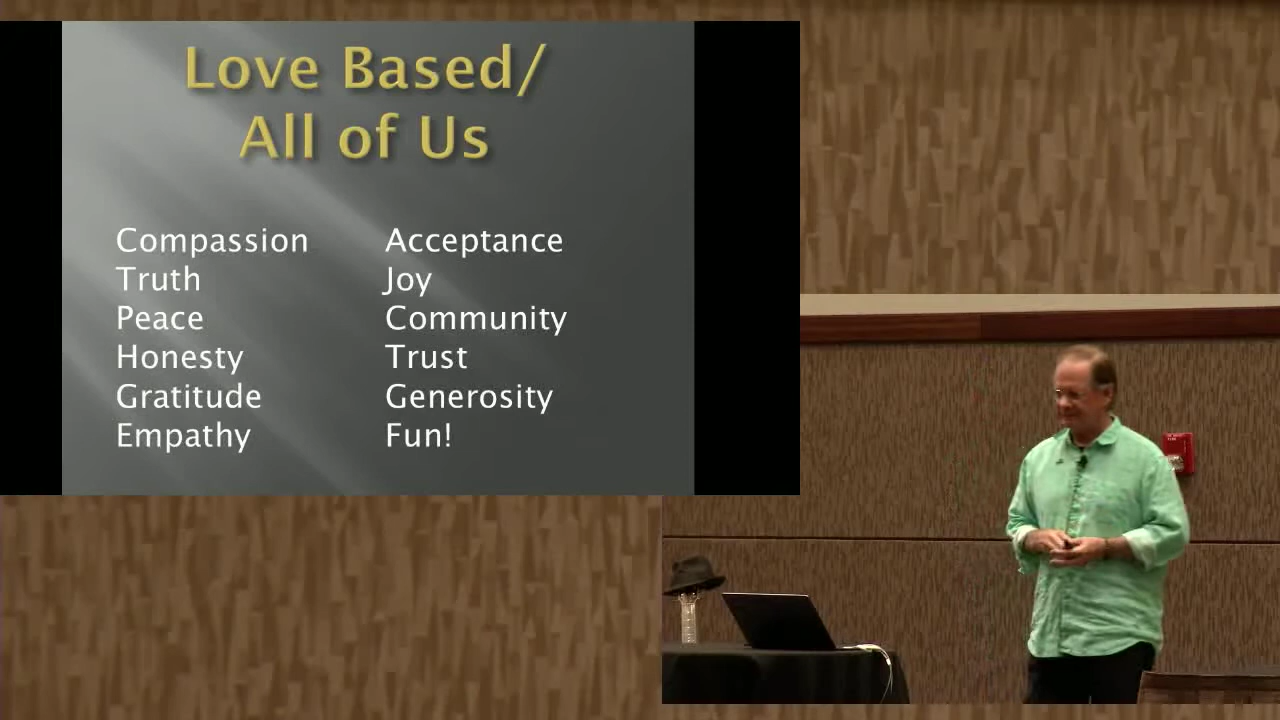 Love Based/
All of Us
Compassion
Truth
Peace
Honesty
Gratitude
Empathy
Acceptance
Joy
Community
Trust
Generosity
Fun!